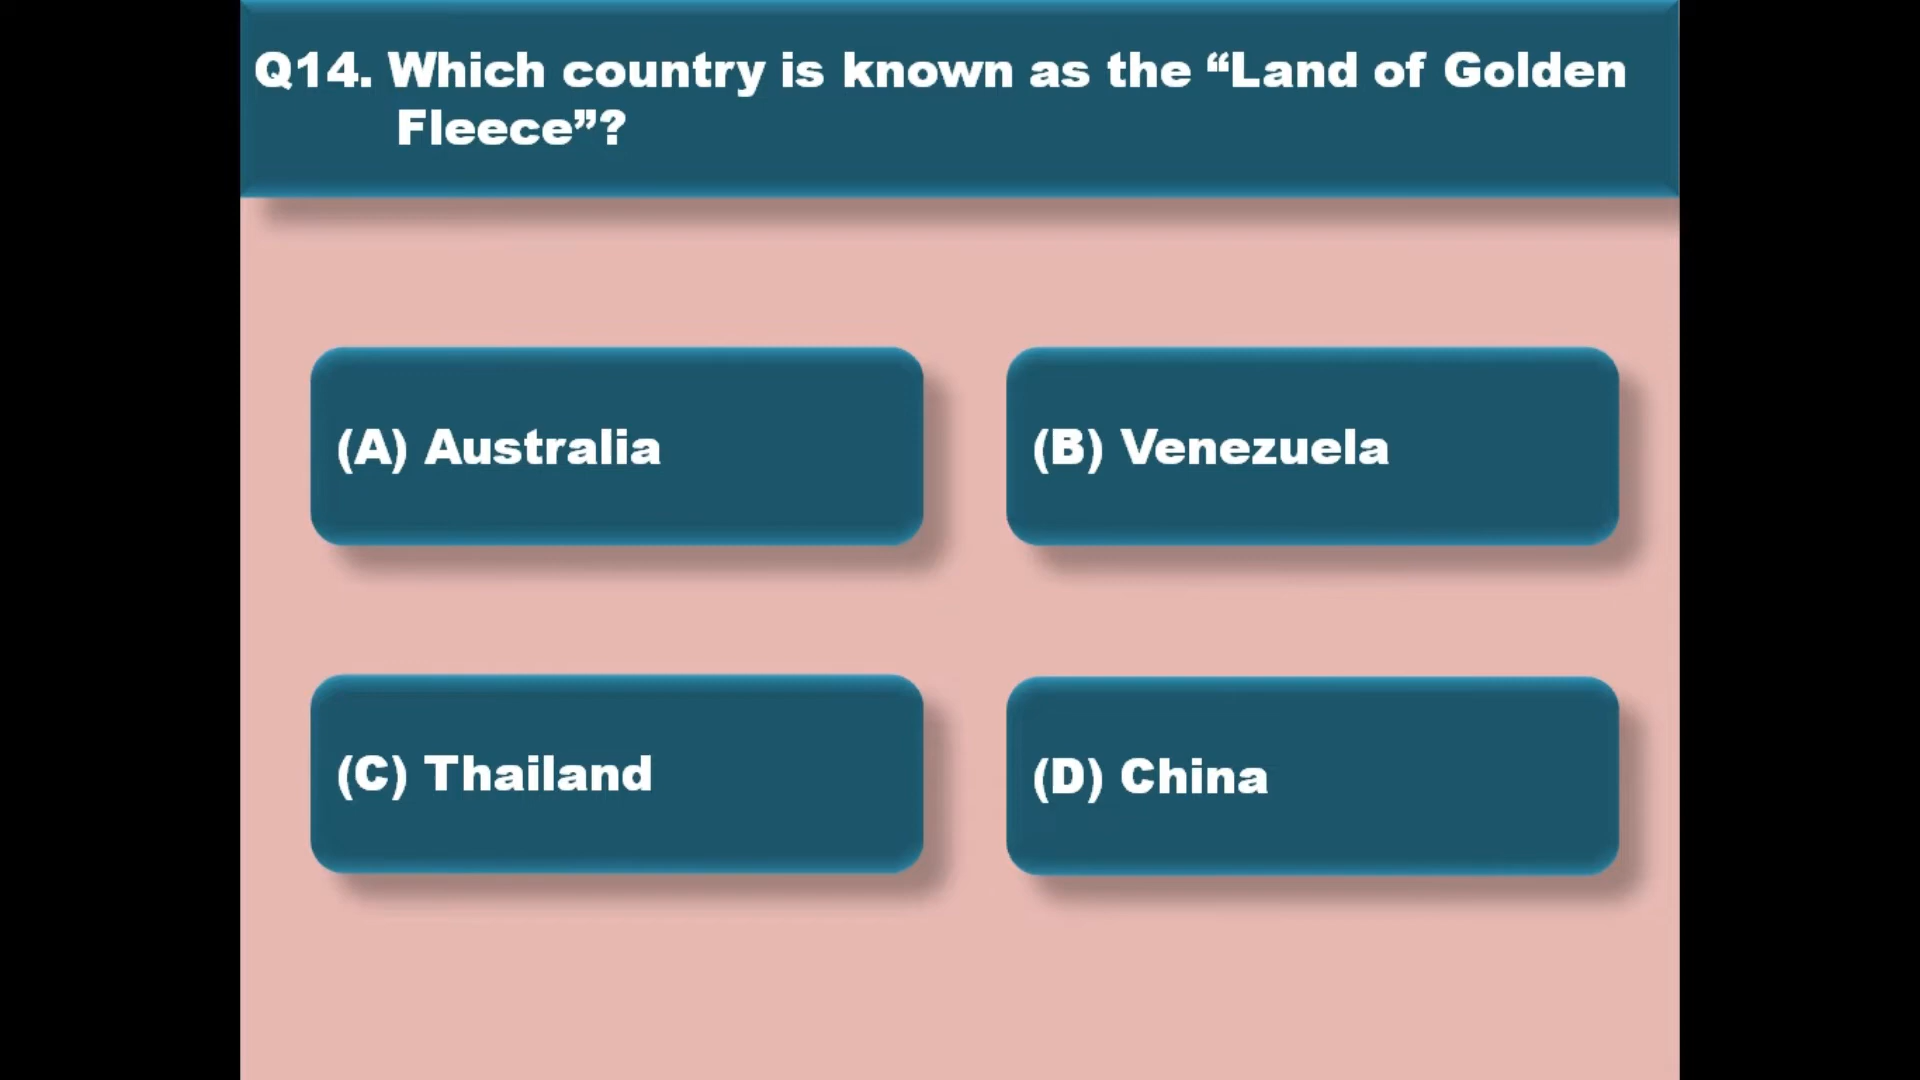 Q14. Which country is known as the “Land of Golden
Fleece”?
(A) Australia
(B) Venezuela
(C) Thailand
(D) China